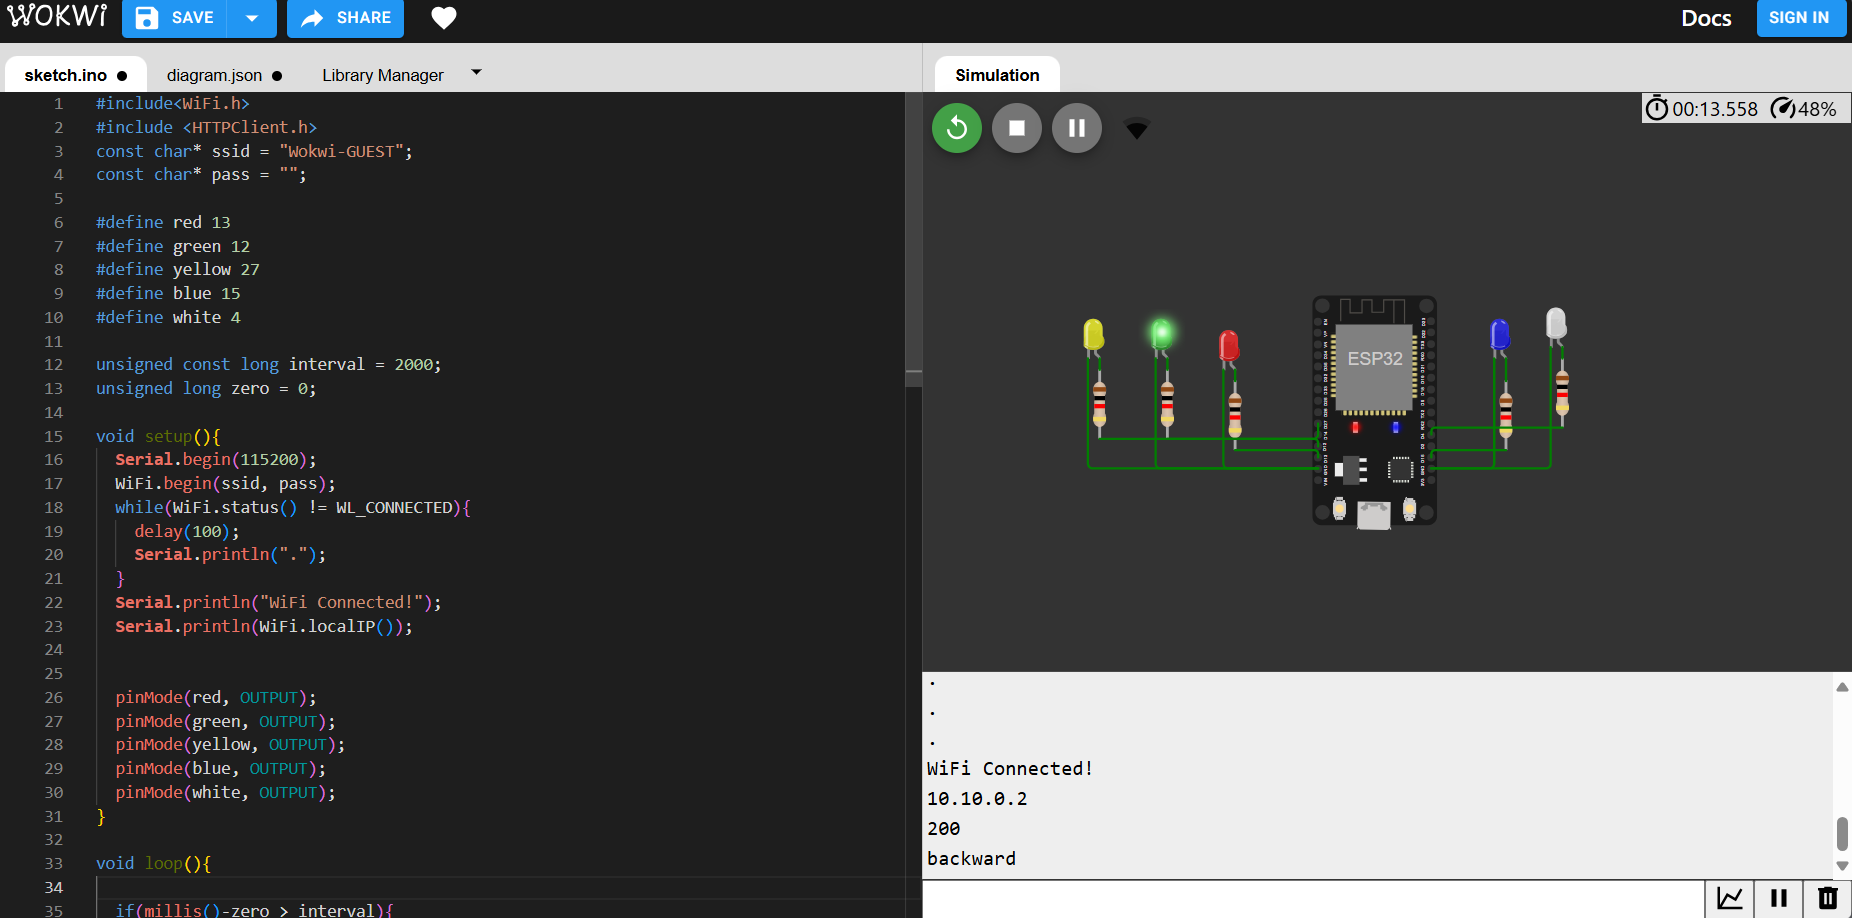 WOKWi SAVE SHARE Docs SIGN IN
sketch.ino diagram.json Library Manager Simulation
00:13.558 48%
1 #include<WiFi.h>
2 #include <HTTPClient.h>
3 const char* ssid = "Wokwi-GUEST";
4 const char* pass = "";
5
6 #define red 13
7 #define green 12
8 #define yellow 27
9 #define blue 15
10 #define white 4
11
12 unsigned const long interval = 2000;
13 unsigned long zero = 0;
14
15 void setup(){
16 Serial.begin(115200);
17 WiFi.begin(ssid, pass);
18 while(WiFi.status() != WL_CONNECTED){
19 delay(100);
20 Serial.println(".");
21 }
22 Serial.println("WiFi Connected!");
23 Serial.println(WiFi.localIP());
24
25
26 pinMode(red, OUTPUT);
27 pinMode(green, OUTPUT);
28 pinMode(yellow, OUTPUT);
29 pinMode(blue, OUTPUT);
30 pinMode(white, OUTPUT);
31 }
32
33 void loop(){
34
35 if(millis()-zero > interval){
ESP32
.
.
.
WiFi Connected!
10.10.0.2
200
backward